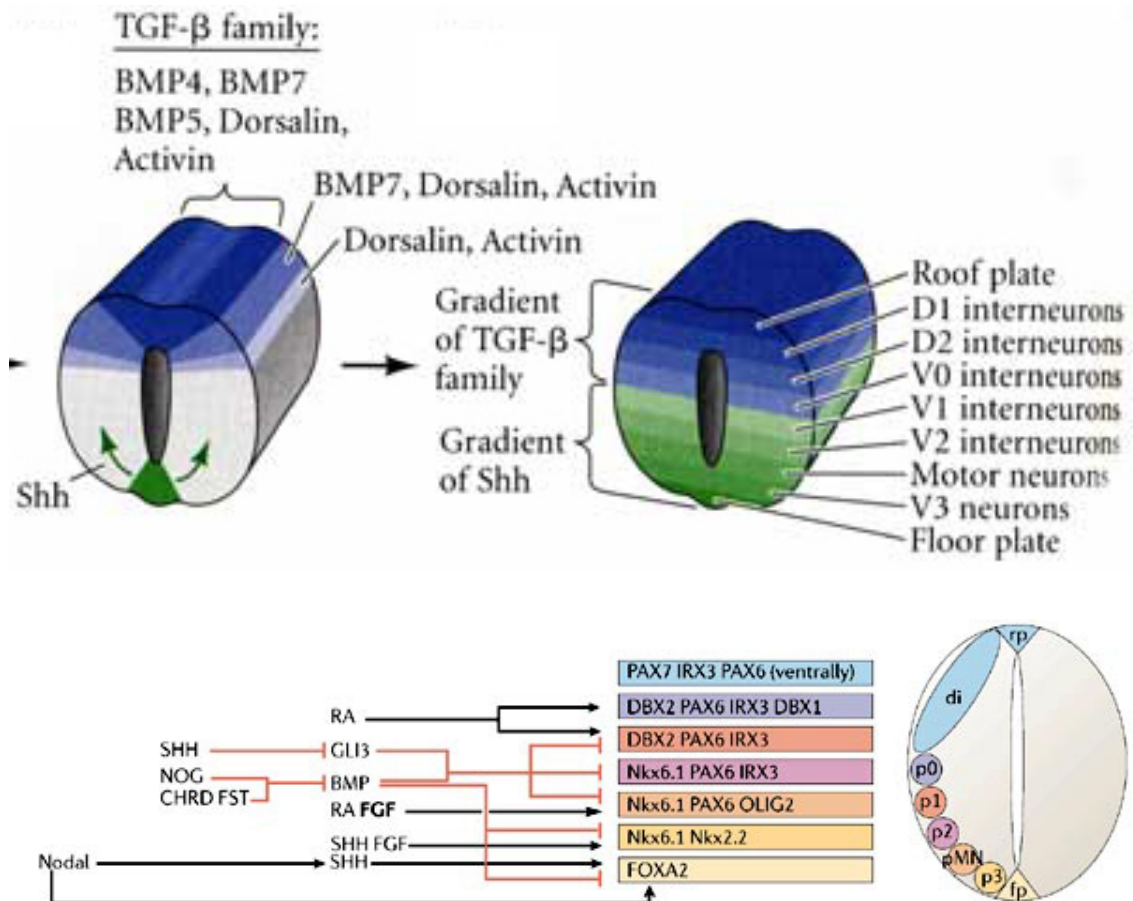 TGF-β family:
BMP4, BMP7
BMP5, Dorsalin,
Activin
BMP7, Dorsalin, Activin
Dorsalin, Activin
Shh
Gradient
of TGF-β
family
Gradient
of Shh
Roof plate
D1 interneurons
D2 interneurons
V0 interneurons
V1 interneurons
V2 interneurons
Motor neurons
V3 neurons
Floor plate
PAX7 IRX3 PAX6 (ventrally)
RA
DBX2 PAX6 IRX3 DBX1
DBX2 PAX6 IRX3
SHH
GLI3
Nkx6.1 PAX6 IRX3
NOG
CHRD FST
BMP
Nkx6.1 PAX6 OLIG2
RA FGF
Nkx6.1 Nkx2.2
SHH FGF
Nodal
SHH
FOXA2
rp
di
p0
p1
p2
pMN
p3
fp